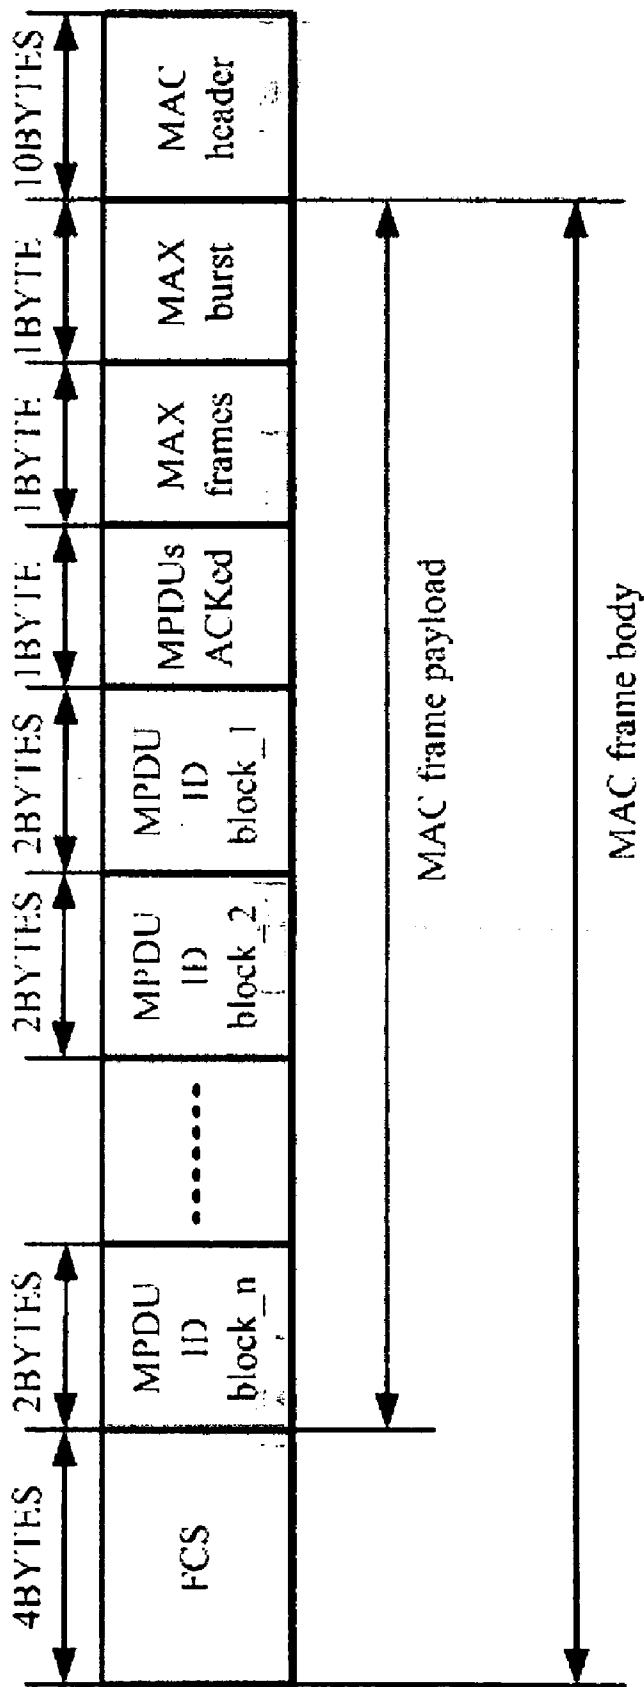 4BYTES
2BYTES
2BYTES
2BYTES
1BYTE
1BYTE
1BYTE
10BYTES
FCS
MPDU
ID
block_n
........
MPDU
ID
block_2
MPDU
ID
block_1
MPDUs
ACKed
MAX
frames
MAX
burst
MAC
header
MAC frame payload
MAC frame body